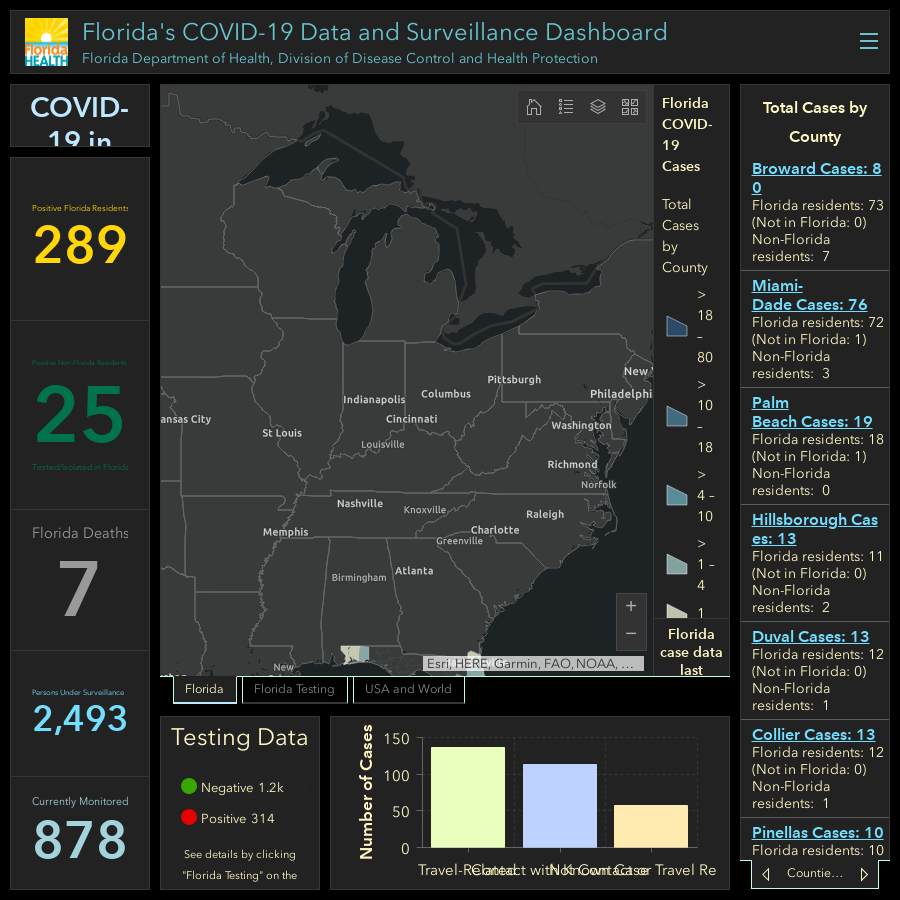 Florida HEALTH
Florida's COVID-19 Data and Surveillance Dashboard
Florida Department of Health, Division of Disease Control and Health Protection
COVID-
19 in
Positive Florida Residents
289
Positive Non-Florida Residents
25
Tested/Isolated in Florida
Florida Deaths
7
Persons Under Surveillance
2,493
Currently Monitored
878
Indianapolis
Columbus
Pittsburgh
New
Philadelphi
ansas City
St Louis
Cincinnati
Louisville
Washington
Richmond
Norfolk
Nashville
Knoxville
Raleigh
Memphis
Charlotte
Greenville
Birmingham
Atlanta
New
Esri, HERE, Garmin, FAO, NOAA, ...
+
−
Florida
COVID-
19
Cases
Total
Cases
by
County
>
18
–
80
>
10
–
18
>
4 –
10
>
1 –
4
1
Florida
case data
last
Florida
Florida Testing
USA and World
Testing Data
Negative 1.2k
Positive 314
See details by clicking
"Florida Testing" on the
Number of Cases
150
100
50
0
Travel-Related
Contact with Known Case
Not Contact or Travel Re
Total Cases by
County
Broward Cases: 8
0
Florida residents: 73
(Not in Florida: 0)
Non-Florida
residents: 7
Miami-
Dade Cases: 76
Florida residents: 72
(Not in Florida: 1)
Non-Florida
residents: 3
Palm
Beach Cases: 19
Florida residents: 18
(Not in Florida: 1)
Non-Florida
residents: 0
Hillsborough Cas
es: 13
Florida residents: 11
(Not in Florida: 0)
Non-Florida
residents: 2
Duval Cases: 13
Florida residents: 12
(Not in Florida: 0)
Non-Florida
residents: 1
Collier Cases: 13
Florida residents: 12
(Not in Florida: 0)
Non-Florida
residents: 1
Pinellas Cases: 10
Florida residents: 10
Countie...